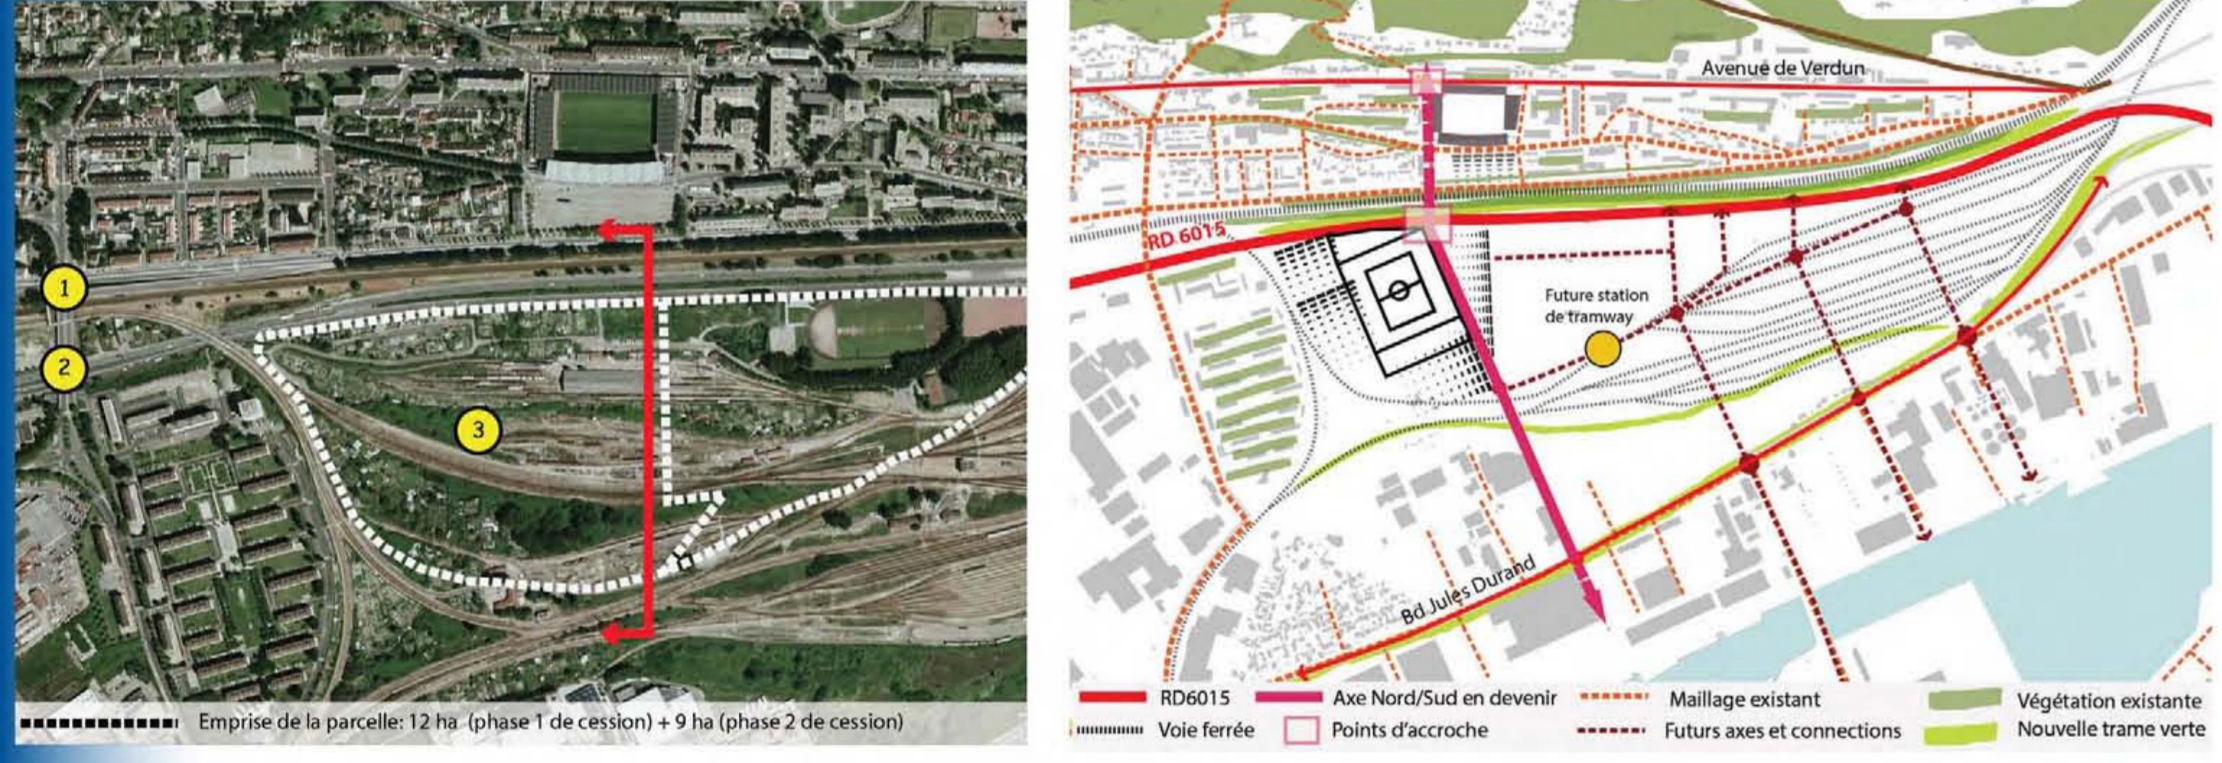 1
2
3
Emprise de la parcelle: 12 ha (phase 1 de cession) + 9 ha (phase 2 de cession)
Avenue de Verdun
RD 6015
Future station
de tramway
Bd Jules Durand
RD6015
Axe Nord/Sud en devenir
Maillage existant
Végétation existante
Voie ferrée
Points d'accroche
Futurs axes et connections
Nouvelle trame verte